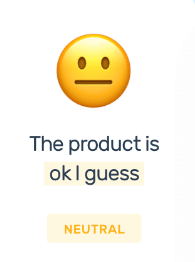 The product is
ok I guess
NEUTRAL